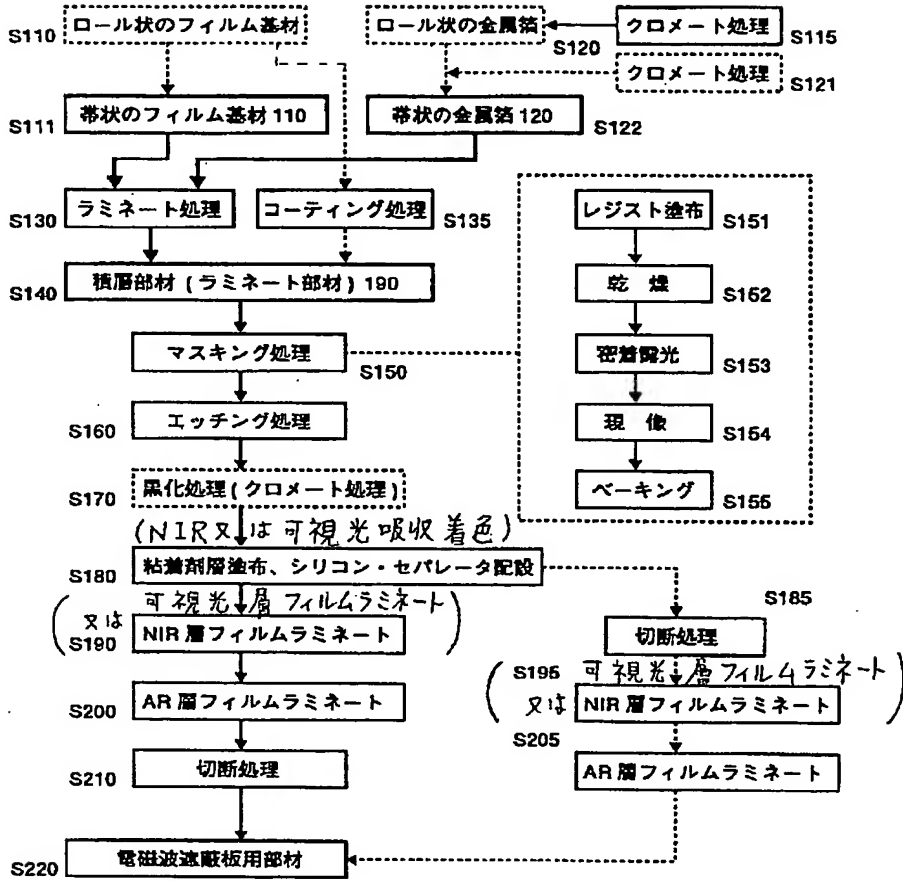 S110 ロール状のフィルム基材 ロール状の金属箔 S120 クロメート処理 S115
クロメート処理 S121
S111 帯状のフィルム基材 110 帯状の金属箔 120 S122
S130 ラミネート処理 コーティング処理 S135 レジスト塗布 S151
S140 積層部材 (ラミネート部材) 190 乾 燥 S152
マスキング処理 S150 密着露光 S153
S160 エッチング処理 現 像 S154
S170 黒化処理 (クロメート処理) ベーキング S155
(NIR又は可視光吸収着色)
S180 粘着剤層塗布、シリコン・セパレータ配設
S185
切断処理
(又は 可視光層フィルムラミネート)
S190 NIR 層フィルムラミネート
S195 (可視光層フィルムラミネート
又は NIR 層フィルムラミネート)
S200 AR 層フィルムラミネート
S205 AR 層フィルムラミネート
S210 切断処理
S220 電磁波遮蔽板用部材